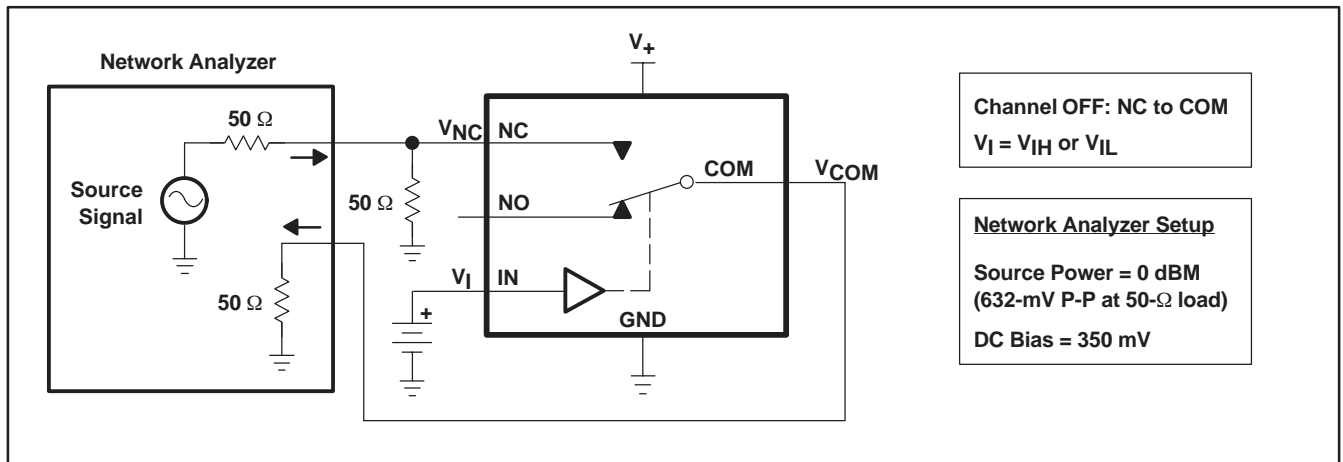 Network Analyzer
50 Ω
Source
Signal
50 Ω
50 Ω
V+
VNC
NC
NO
COM
VCOM
VI
IN
+
GND
Channel OFF: NC to COM
VI = VIH or VIL
Network Analyzer Setup
Source Power = 0 dBM
(632-mV P-P at 50-Ω load)
DC Bias = 350 mV